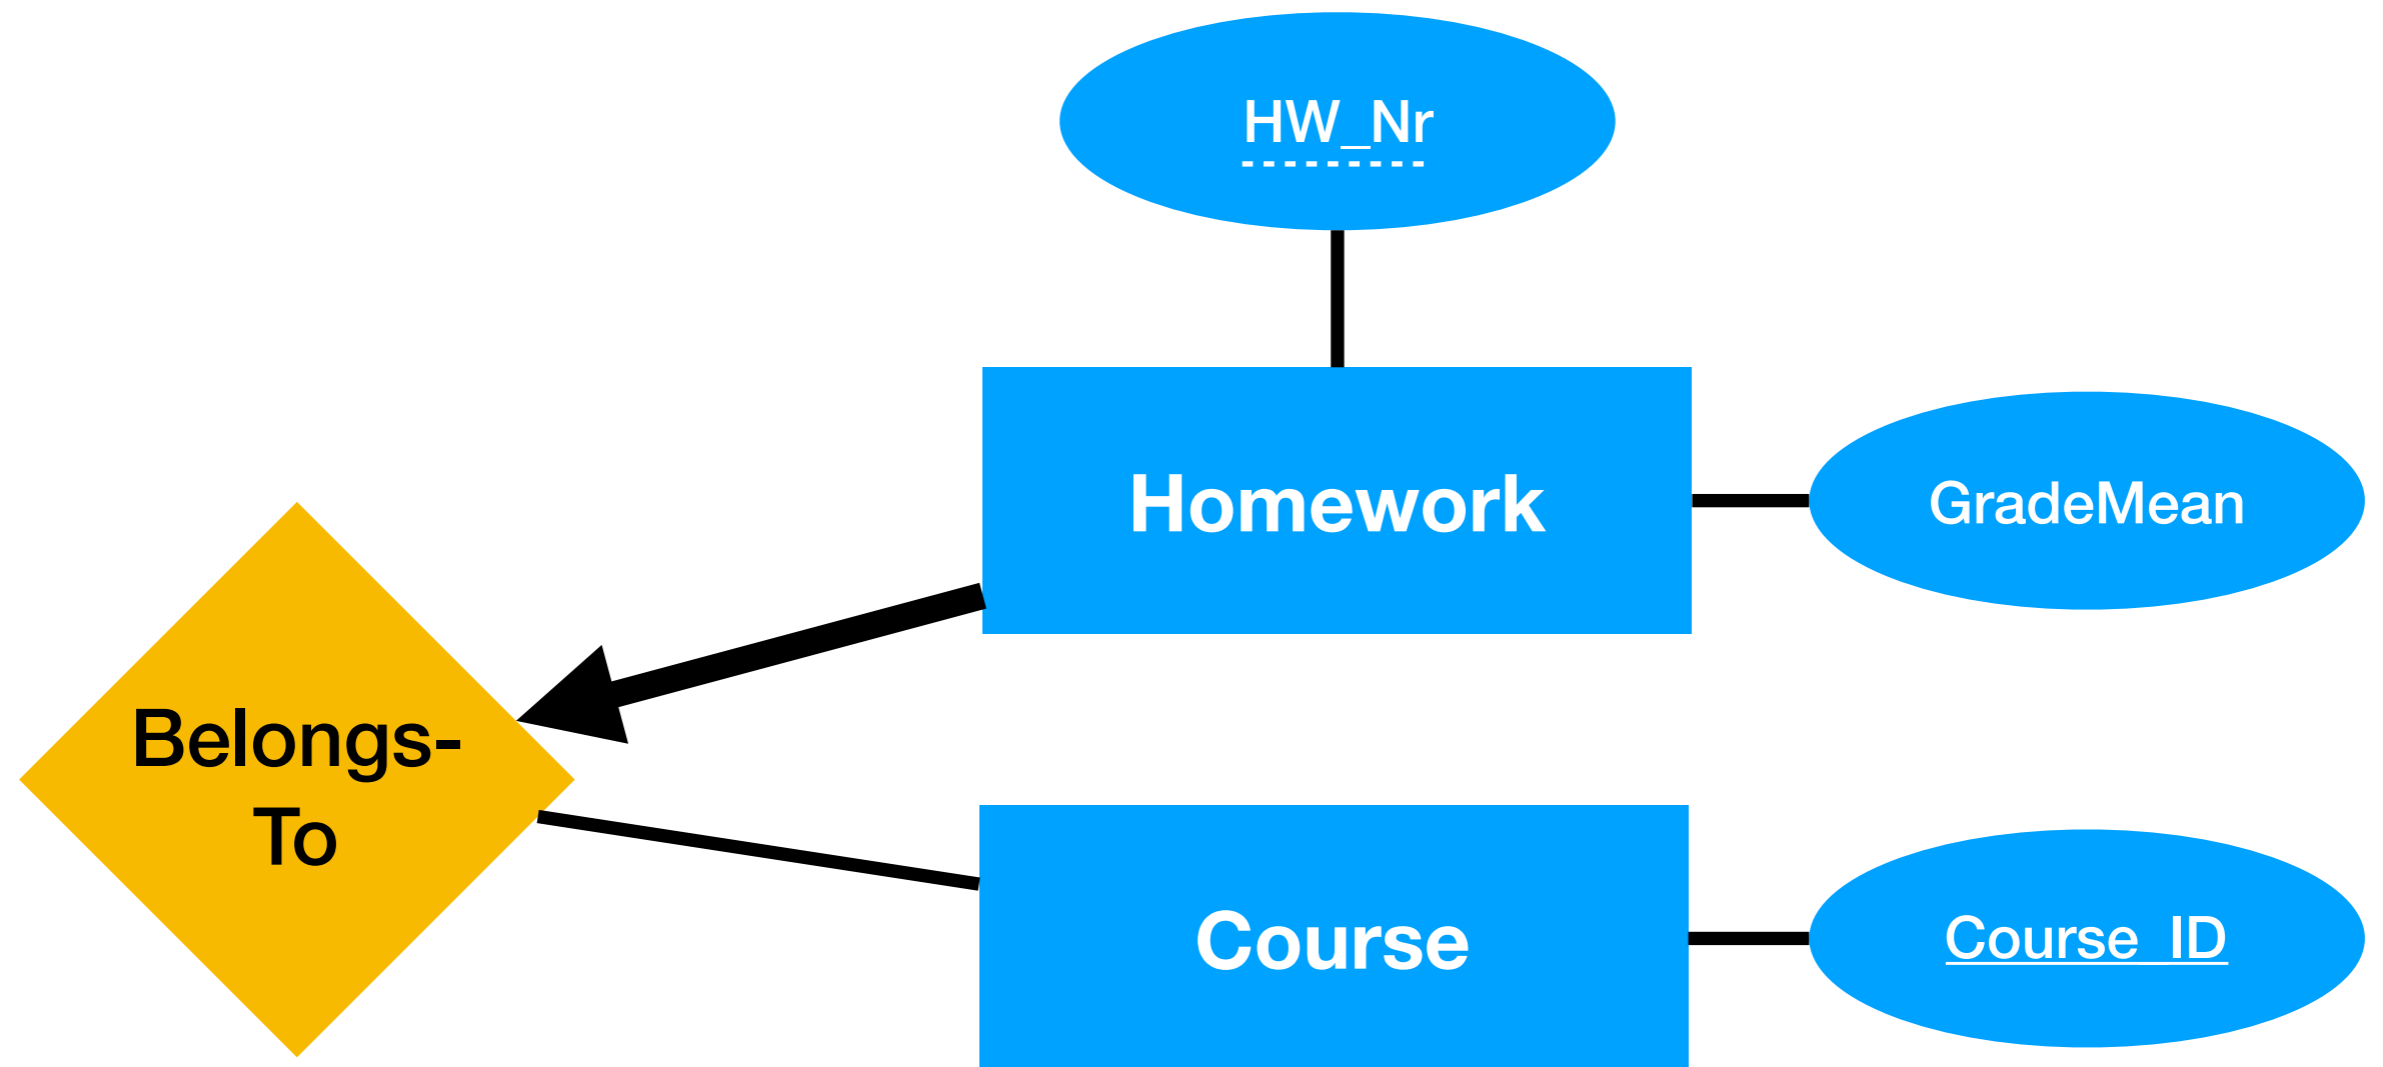 HW_Nr
Homework
GradeMean
Belongs-
To
Course
Course_ID